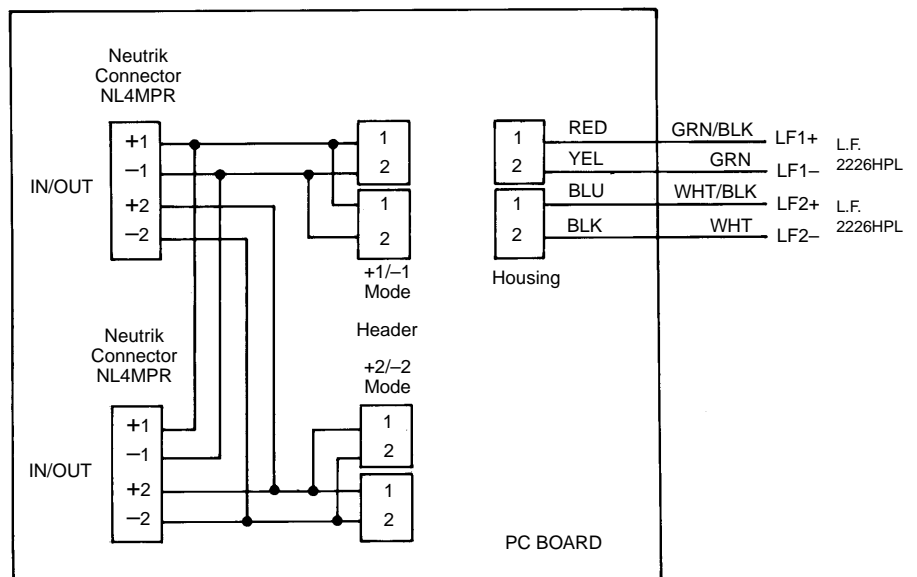 Neutrik
Connector
NL4MPR
IN/OUT
+1
–1
+2
–2
1
2
1
2
+1/–1
Mode
Header
+2/–2
Mode
1
2
1
2
Neutrik
Connector
NL4MPR
IN/OUT
+1
–1
+2
–2
1
2
1
2
Housing
RED GRN/BLK LF1+
YEL GRN LF1–
L.F.
2226HPL
BLU WHT/BLK LF2+
BLK WHT LF2–
L.F.
2226HPL
PC BOARD